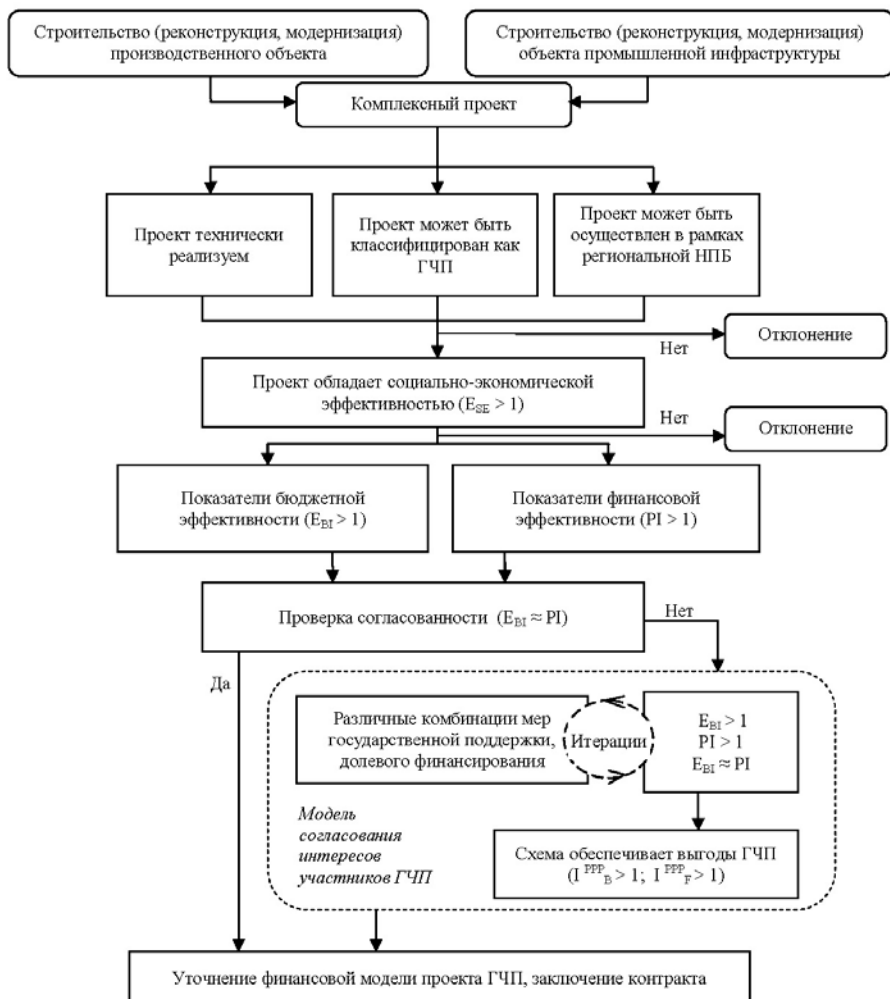 Строительство (реконструкция, модернизация)
производственного объекта
Строительство (реконструкция, модернизация)
объекта промышленной инфраструктуры
Комплексный проект
Проект технически
реализуем
Проект может быть
классифицирован как
ГЧП
Проект может быть
осуществлен в рамках
региональной НПБ
Нет
Отклонение
Проект обладает социально-экономической
эффективностью (E_SE > 1)
Нет
Отклонение
Показатели бюджетной
эффективности (E_BI > 1)
Показатели финансовой
эффективности (PI > 1)
Проверка согласованности (E_BI ≈ PI)
Нет
Да
Различные комбинации мер
государственной поддержки,
долевого финансирования
Итерации
E_BI > 1
PI > 1
E_BI ≈ PI
Модель
согласования
интересов
участников ГЧП
Схема обеспечивает выгоды ГЧП
(I^PPP_B > 1; I^PPP_F > 1)
Уточнение финансовой модели проекта ГЧП, заключение контракта